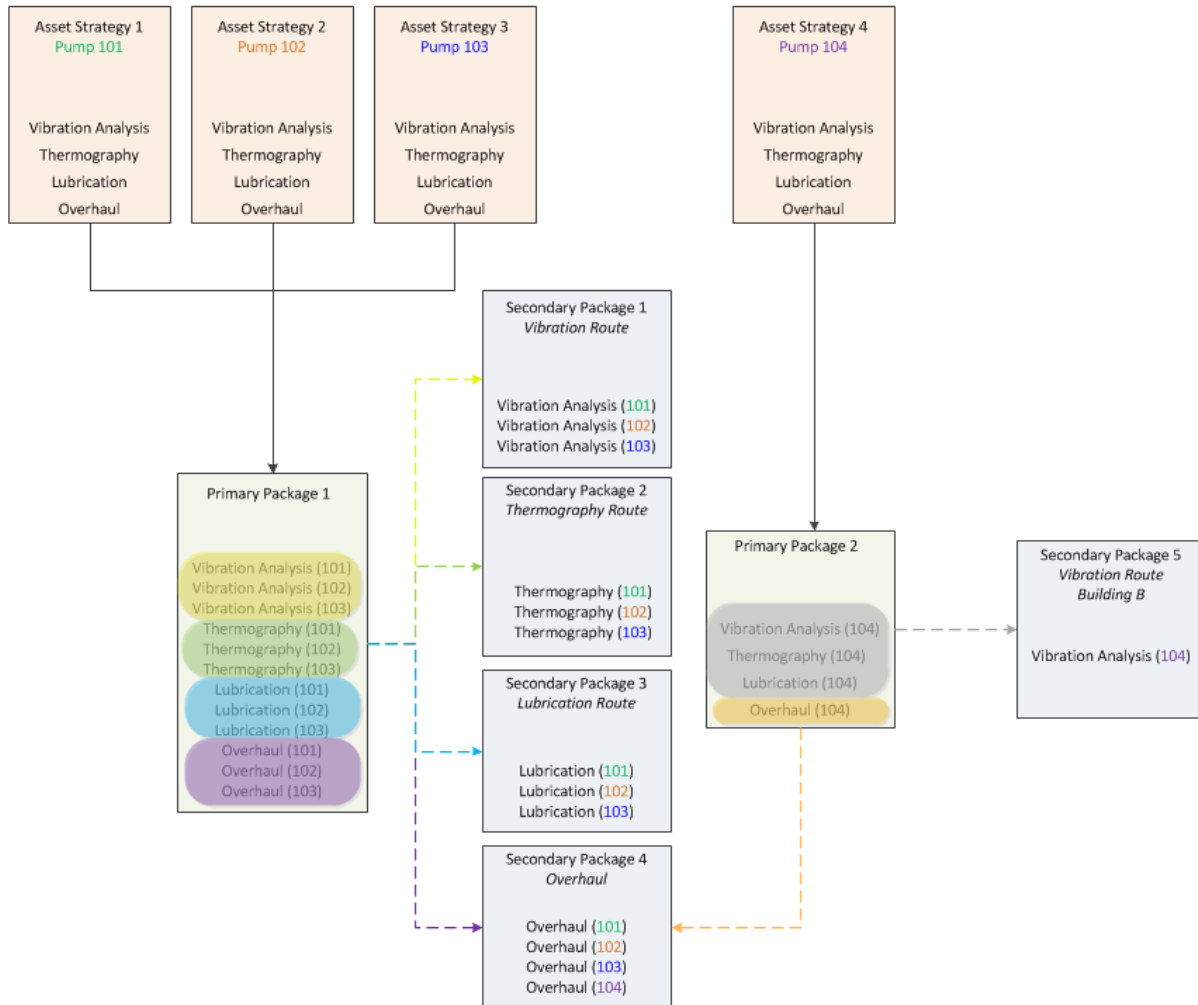 Asset Strategy 1
Pump 101
Vibration Analysis
Thermography
Lubrication
Overhaul
Asset Strategy 2
Pump 102
Vibration Analysis
Thermography
Lubrication
Overhaul
Asset Strategy 3
Pump 103
Vibration Analysis
Thermography
Lubrication
Overhaul
Asset Strategy 4
Pump 104
Vibration Analysis
Thermography
Lubrication
Overhaul
Primary Package 1
Vibration Analysis (101)
Vibration Analysis (102)
Vibration Analysis (103)
Thermography (101)
Thermography (102)
Thermography (103)
Lubrication (101)
Lubrication (102)
Lubrication (103)
Overhaul (101)
Overhaul (102)
Overhaul (103)
Secondary Package 1
Vibration Route
Vibration Analysis (101)
Vibration Analysis (102)
Vibration Analysis (103)
Secondary Package 2
Thermography Route
Thermography (101)
Thermography (102)
Thermography (103)
Secondary Package 3
Lubrication Route
Lubrication (101)
Lubrication (102)
Lubrication (103)
Secondary Package 4
Overhaul
Overhaul (101)
Overhaul (102)
Overhaul (103)
Overhaul (104)
Primary Package 2
Vibration Analysis (104)
Thermography (104)
Lubrication (104)
Overhaul (104)
Secondary Package 5
Vibration Route
Building B
Vibration Analysis (104)